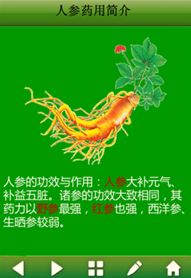 人参药用简介
人参的功效与作用：人参大补元气、
补益五脏。诸参的功效大致相同，其
药力以野参最强，红参也强，西洋参、
生晒参较弱。